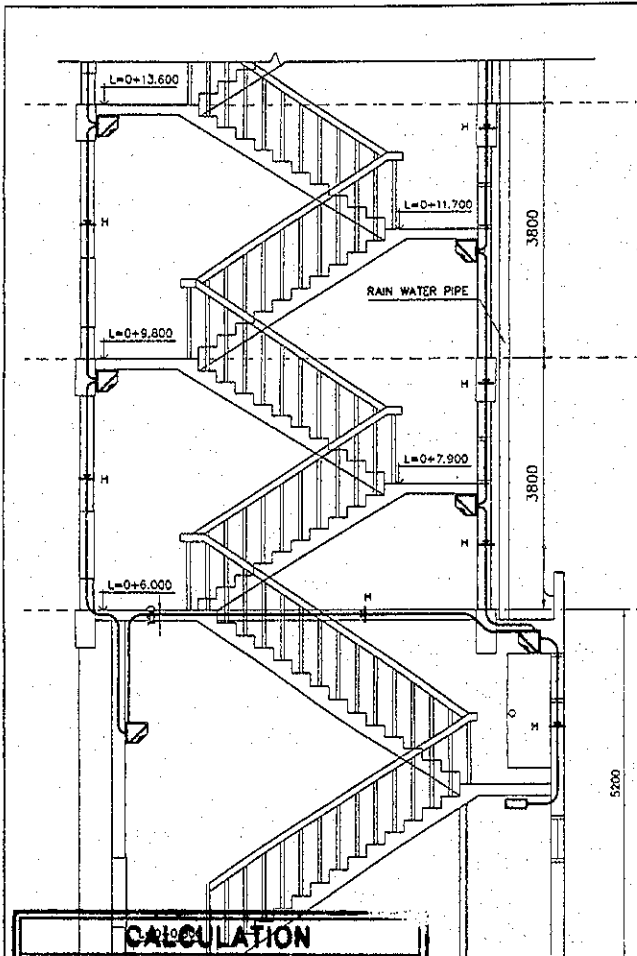 L=0+13.600
H
L=0+11.700
3800
H
RAIN WATER PIPE
L=0+9.800
H
L=0+7.900
3800
H
H
L=0+6.000
H
H
5200
CALCULATION